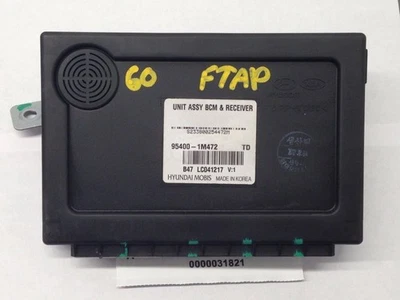 60 FTAP
UNIT ASSY BCM & RECEIVER
95400-1M472 TD
B47 LC041217 V:1
HYUNDAI MOBIS MADE IN KOREA
0000031821